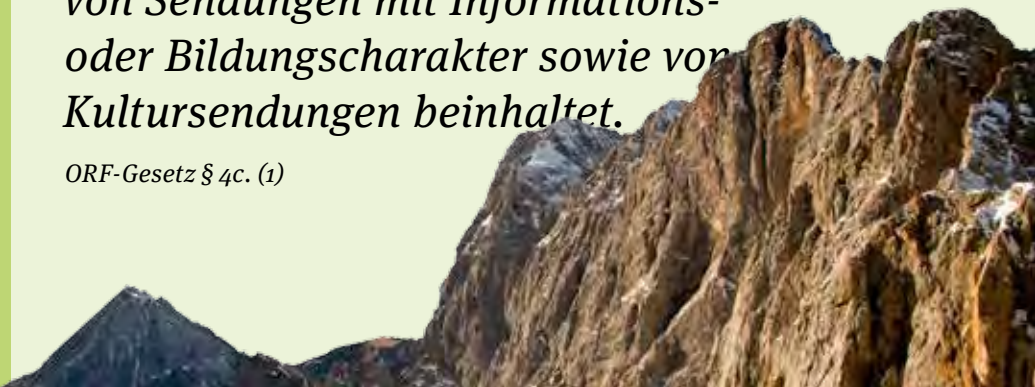 von Sendungen mit Informations-
oder Bildungscharakter sowie von
Kultursendungen beinhaltet.
ORF-Gesetz § 4c. (1)